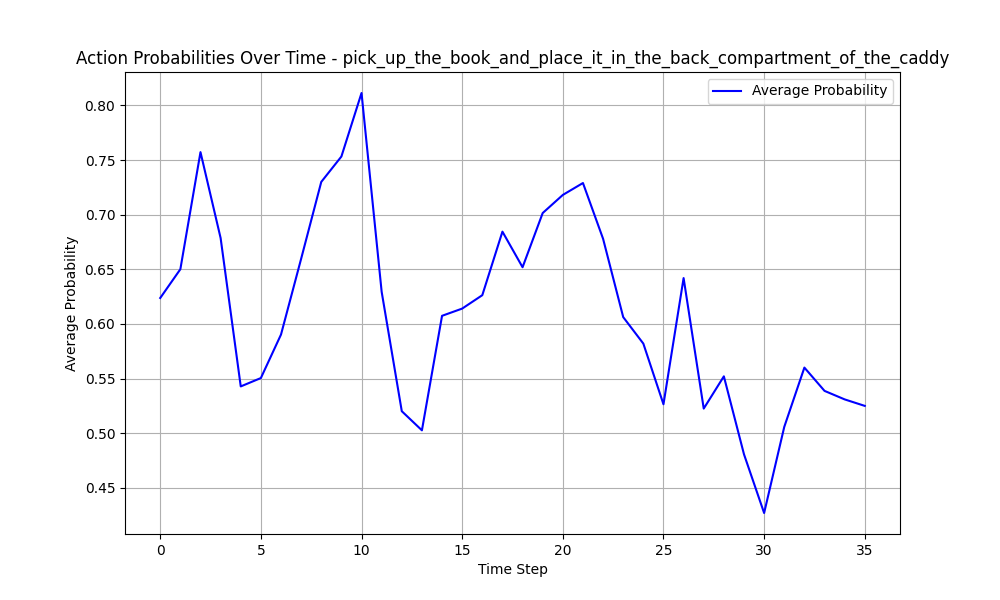 Action Probabilities Over Time - pick_up_the_book_and_place_it_in_the_back_compartment_of_the_caddy
Average Probability
0.80
0.75
0.70
0.65
0.60
0.55
0.50
0.45
Average Probability
0 5 10 15 20 25 30 35
Time Step